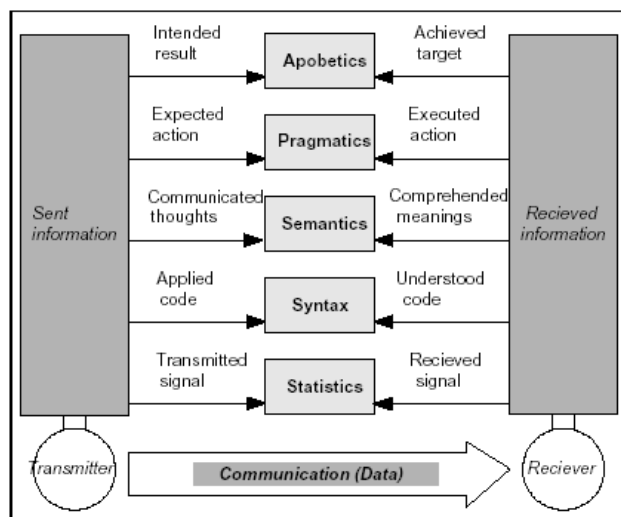 Intended
result
Apobetics
Achieved
target
Expected
action
Pragmatics
Executed
action
Sent
information
Communicated
thoughts
Semantics
Comprehended
meanings
Recieved
information
Applied
code
Syntax
Understood
code
Transmitted
signal
Statistics
Recieved
signal
Transmitter
Communication (Data)
Reciever